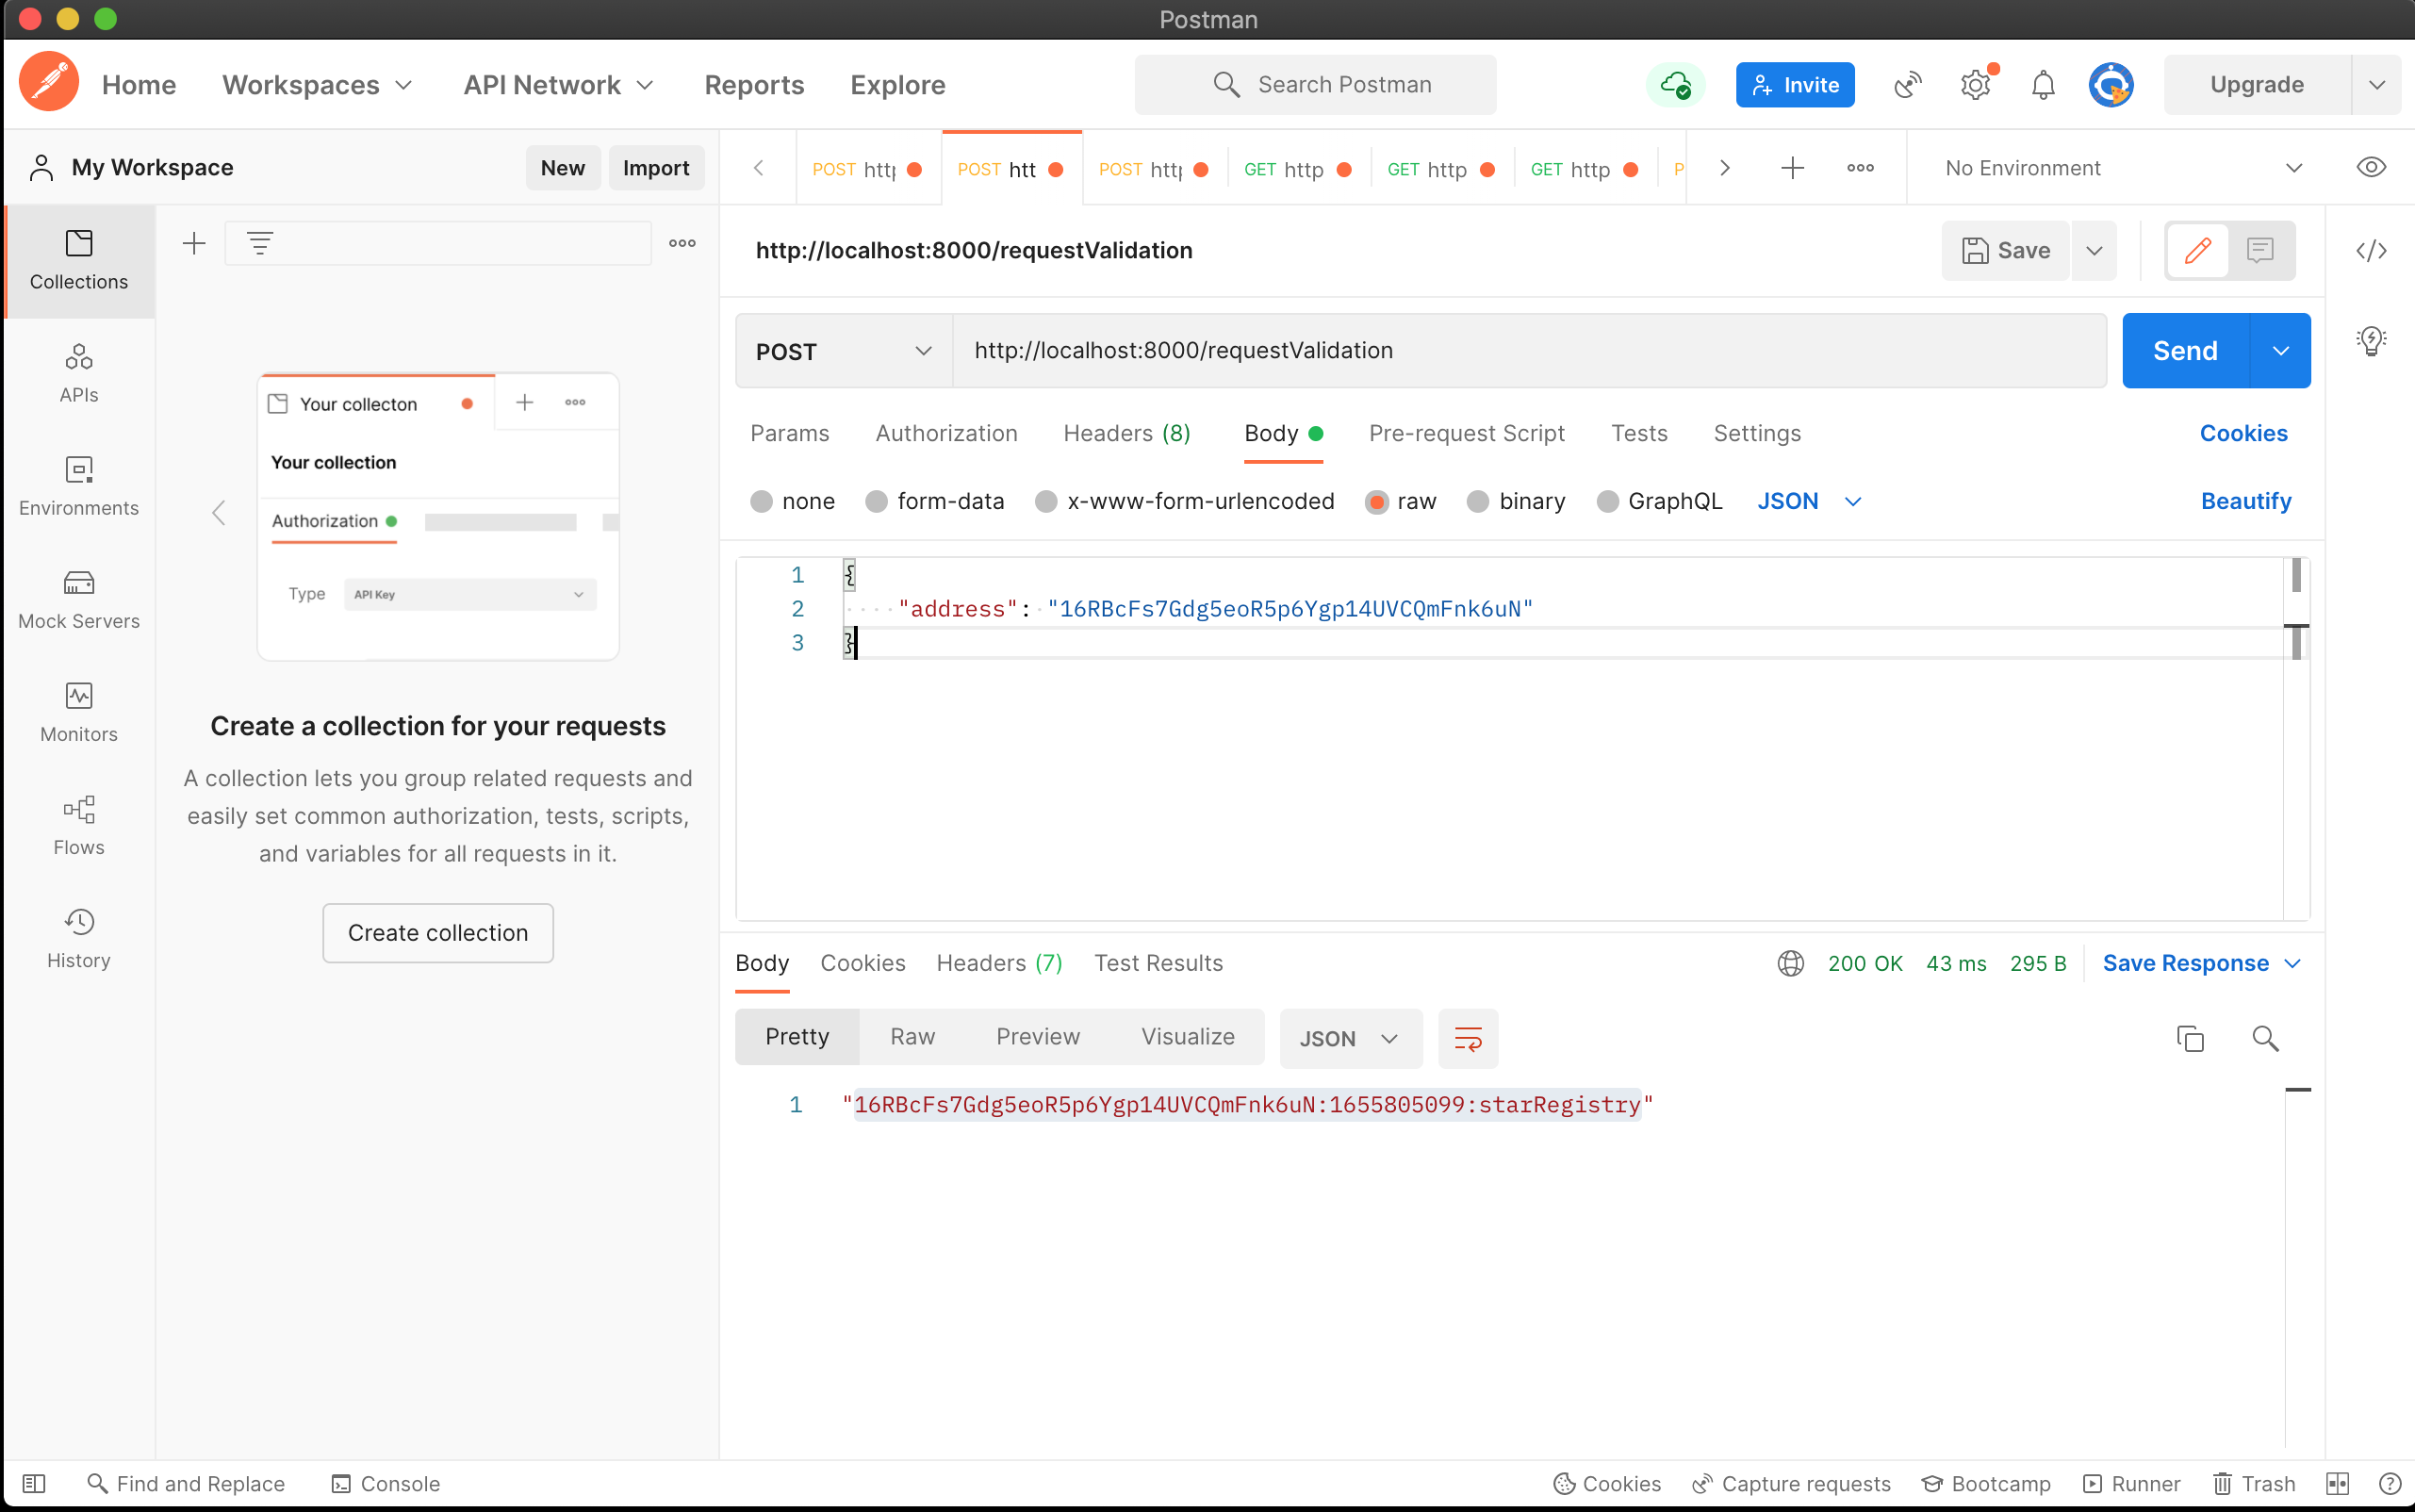 Postman
Home Workspaces API Network Reports Explore Search Postman Invite Upgrade
My Workspace New Import
POST http POST htt POST http GET http GET http GET http P No Environment
Collections
APIs
Environments
Mock Servers
Monitors
Flows
History
Your collecton
Your collection
Authorization
Type API Key
Create a collection for your requests
A collection lets you group related requests and
easily set common authorization, tests, scripts,
and variables for all requests in it.
Create collection
http://localhost:8000/requestValidation Save
POST http://localhost:8000/requestValidation Send
Params Authorization Headers (8) Body Pre-request Script Tests Settings Cookies
none form-data x-www-form-urlencoded raw binary GraphQL JSON Beautify
1 {
2 "address": "16RBcFs7Gdg5eoR5p6Ygp14UVCQmFnk6uN"
3 }
Body Cookies Headers (7) Test Results 200 OK 43 ms 295 B Save Response
Pretty Raw Preview Visualize JSON
1 "16RBcFs7Gdg5eoR5p6Ygp14UVCQmFnk6uN:1655805099:starRegistry"
Find and Replace Console Cookies Capture requests Bootcamp Runner Trash